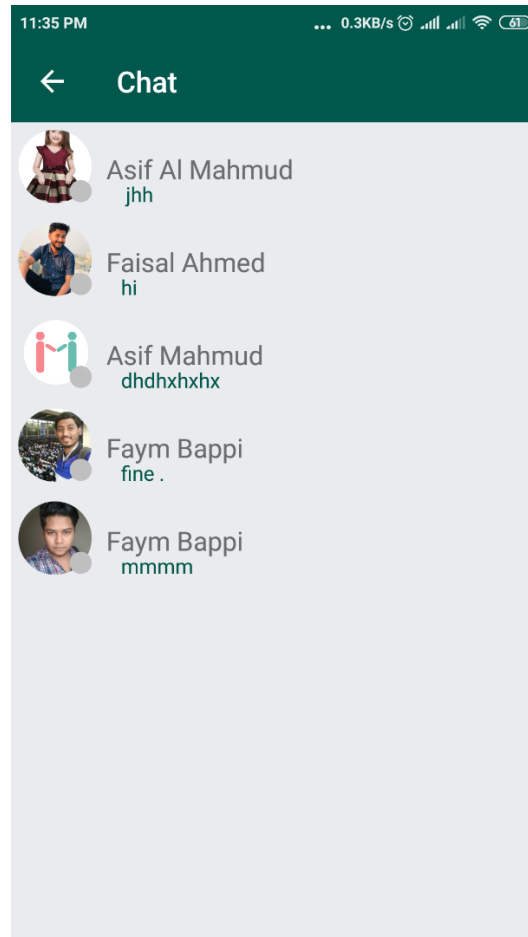 11:35 PM ... 0.3KB/s 61
Chat
Asif Al Mahmud
jhh
Faisal Ahmed
hi
Asif Mahmud
dhdhxhxhx
Faym Bappi
fine .
Faym Bappi
mmmm